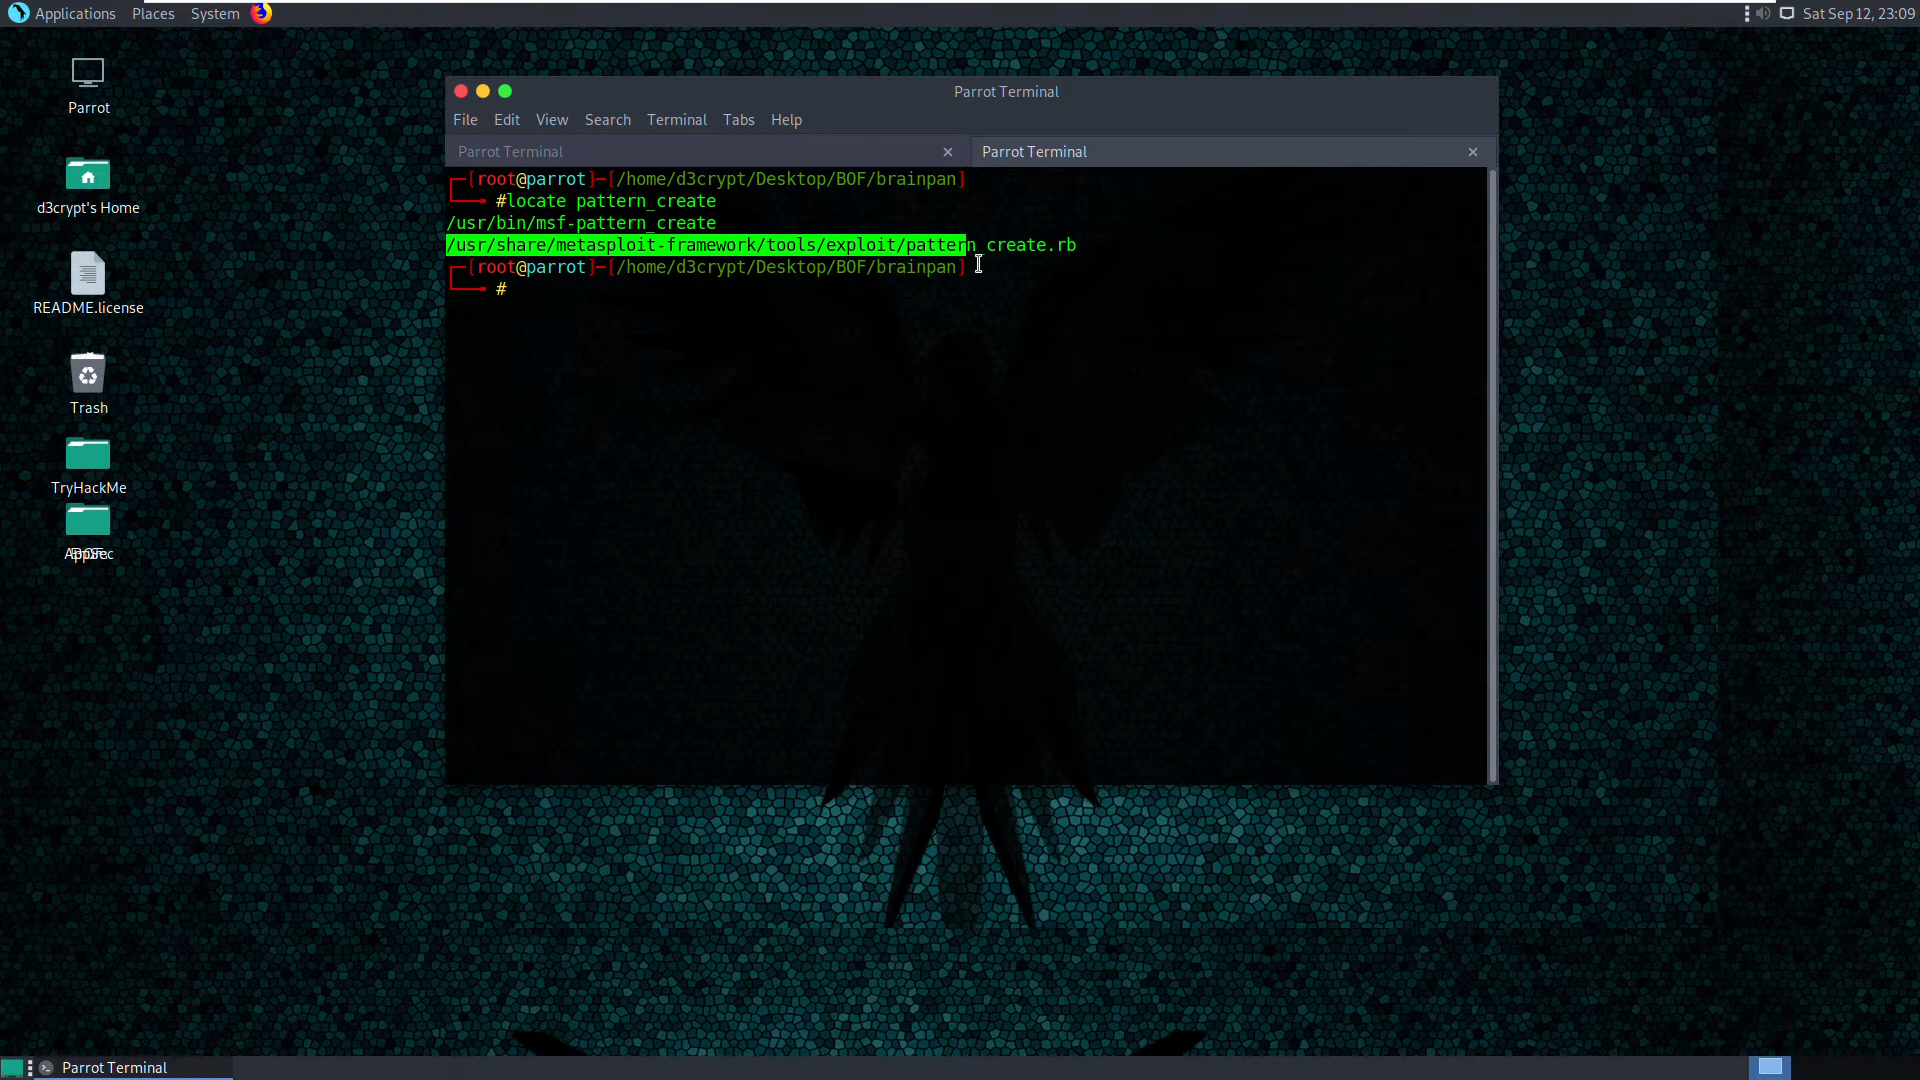 Applications Places System Sat Sep 12, 23:09
Parrot
d3crypt's Home
README.license
Trash
TryHackMe
Parrot Terminal
File Edit View Search Terminal Tabs Help
Parrot Terminal Parrot Terminal
[root@parrot]─[/home/d3crypt/Desktop/BOF/brainpan]
#locate pattern_create
/usr/bin/msf-pattern_create
/usr/share/metasploit-framework/tools/exploit/pattern_create.rb
[root@parrot]─[/home/d3crypt/Desktop/BOF/brainpan]
#
Parrot Terminal